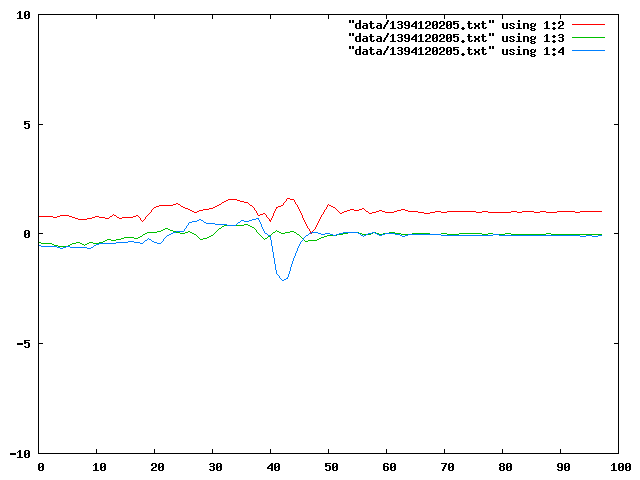 "data/1394120205.txt" using 1:2
"data/1394120205.txt" using 1:3
"data/1394120205.txt" using 1:4
10
5
0
-5
-10
0 10 20 30 40 50 60 70 80 90 100